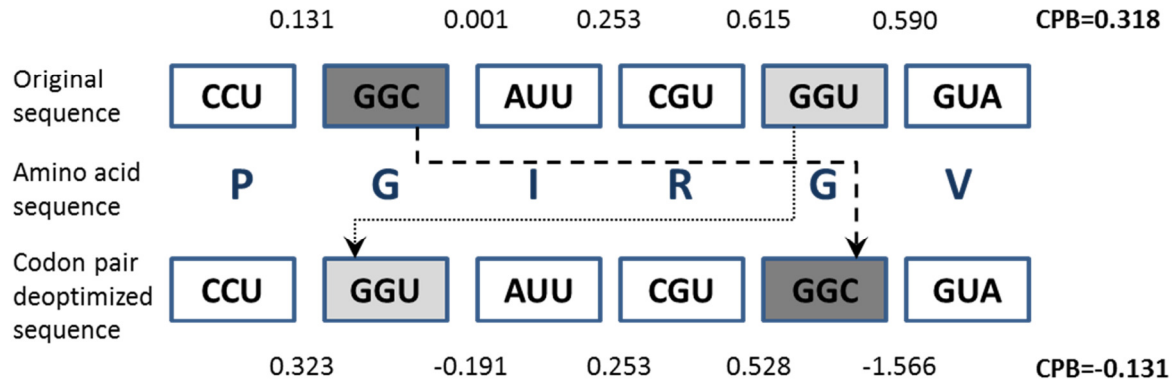 0.131 0.001 0.253 0.615 0.590 CPB=0.318
Original
sequence
CCU GGC AUU CGU GGU GUA
Amino acid
sequence
P G I R G V
Codon pair
deoptimized
sequence
CCU GGU AUU CGU GGC GUA
0.323 -0.191 0.253 0.528 -1.566 CPB=-0.131